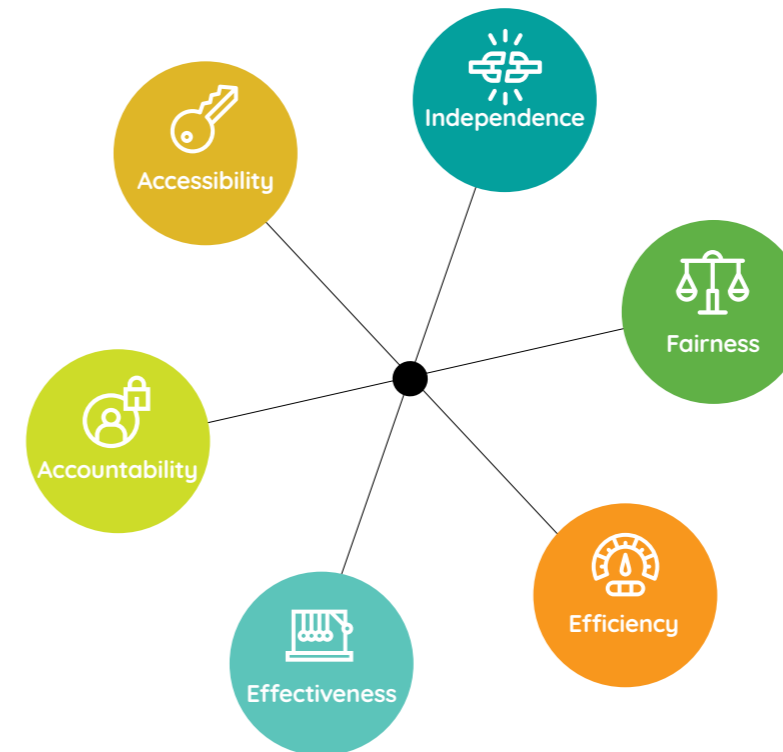 Independence
Accessibility
Fairness
Accountability
Efficiency
Effectiveness